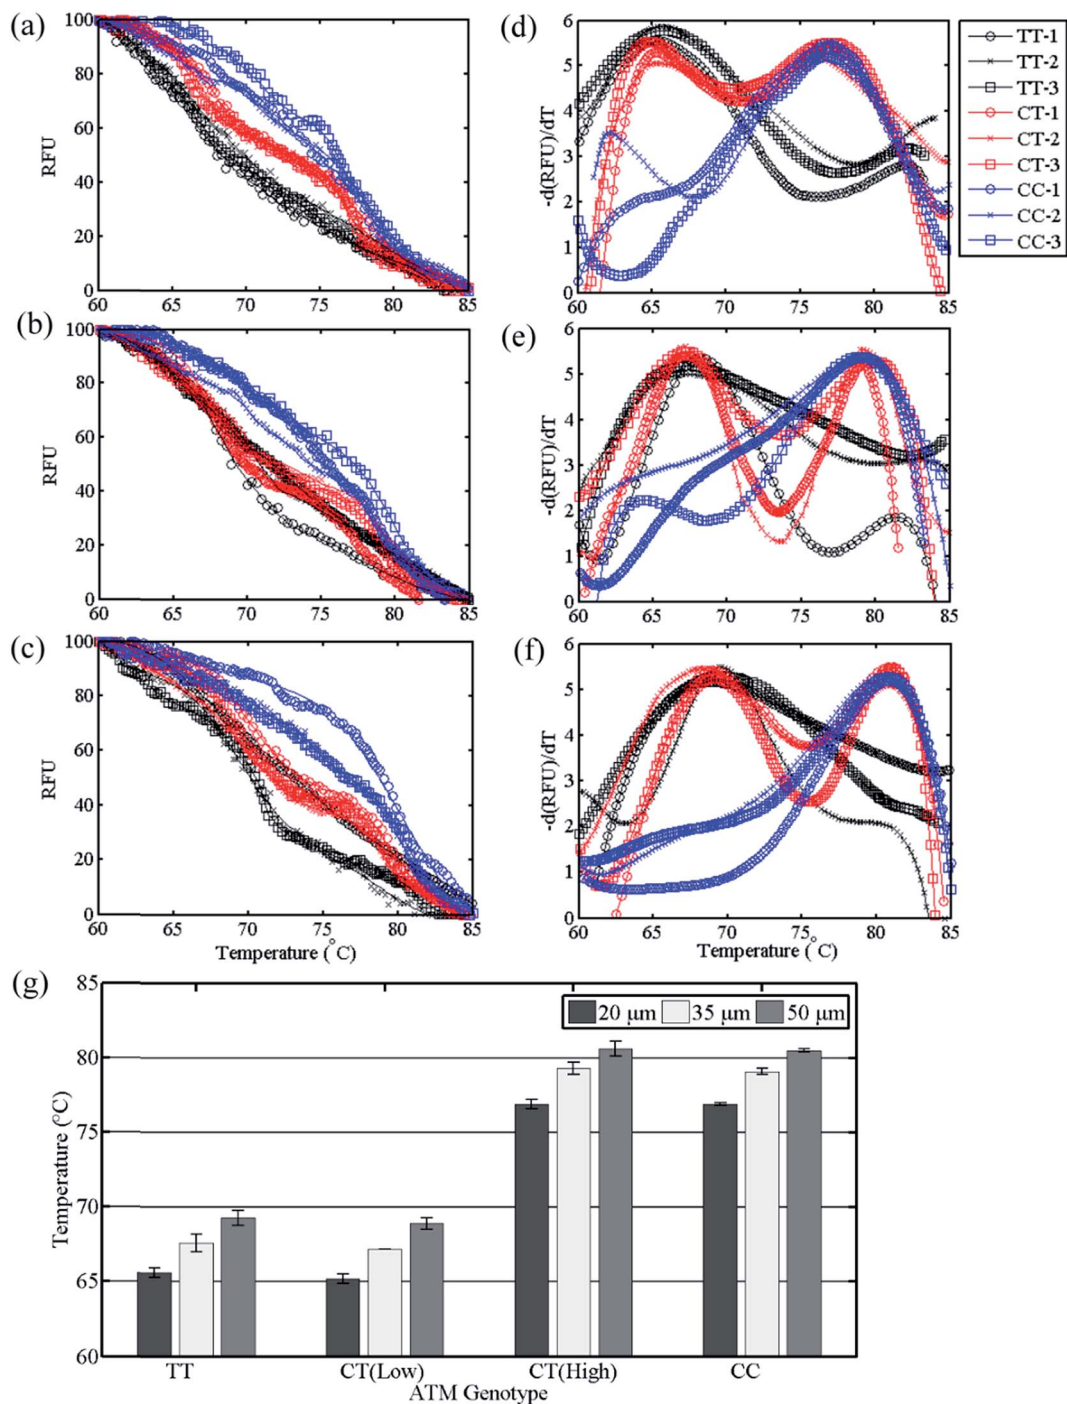 (a)
100
80
60
40
20
0
RFU
60 65 70 75 80 85
(d)
6
5
4
3
2
1
0
-d(RFU)/dT
60 65 70 75 80 85
TT-1
TT-2
TT-3
CT-1
CT-2
CT-3
CC-1
CC-2
CC-3
(b)
100
80
60
40
20
0
RFU
60 65 70 75 80 85
(e)
6
5
4
3
2
1
0
-d(RFU)/dT
60 65 70 75 80 85
(c)
100
80
60
40
20
0
RFU
60 65 70 75 80 85
Temperature (°C)
(f)
6
5
4
3
2
1
0
-d(RFU)/dT
60 65 70 75 80 85
Temperature (°C)
(g)
85
80
75
70
65
60
Temperature (°C)
20 μm 35 μm 50 μm
TT CT(Low) CT(High) CC
ATM Genotype